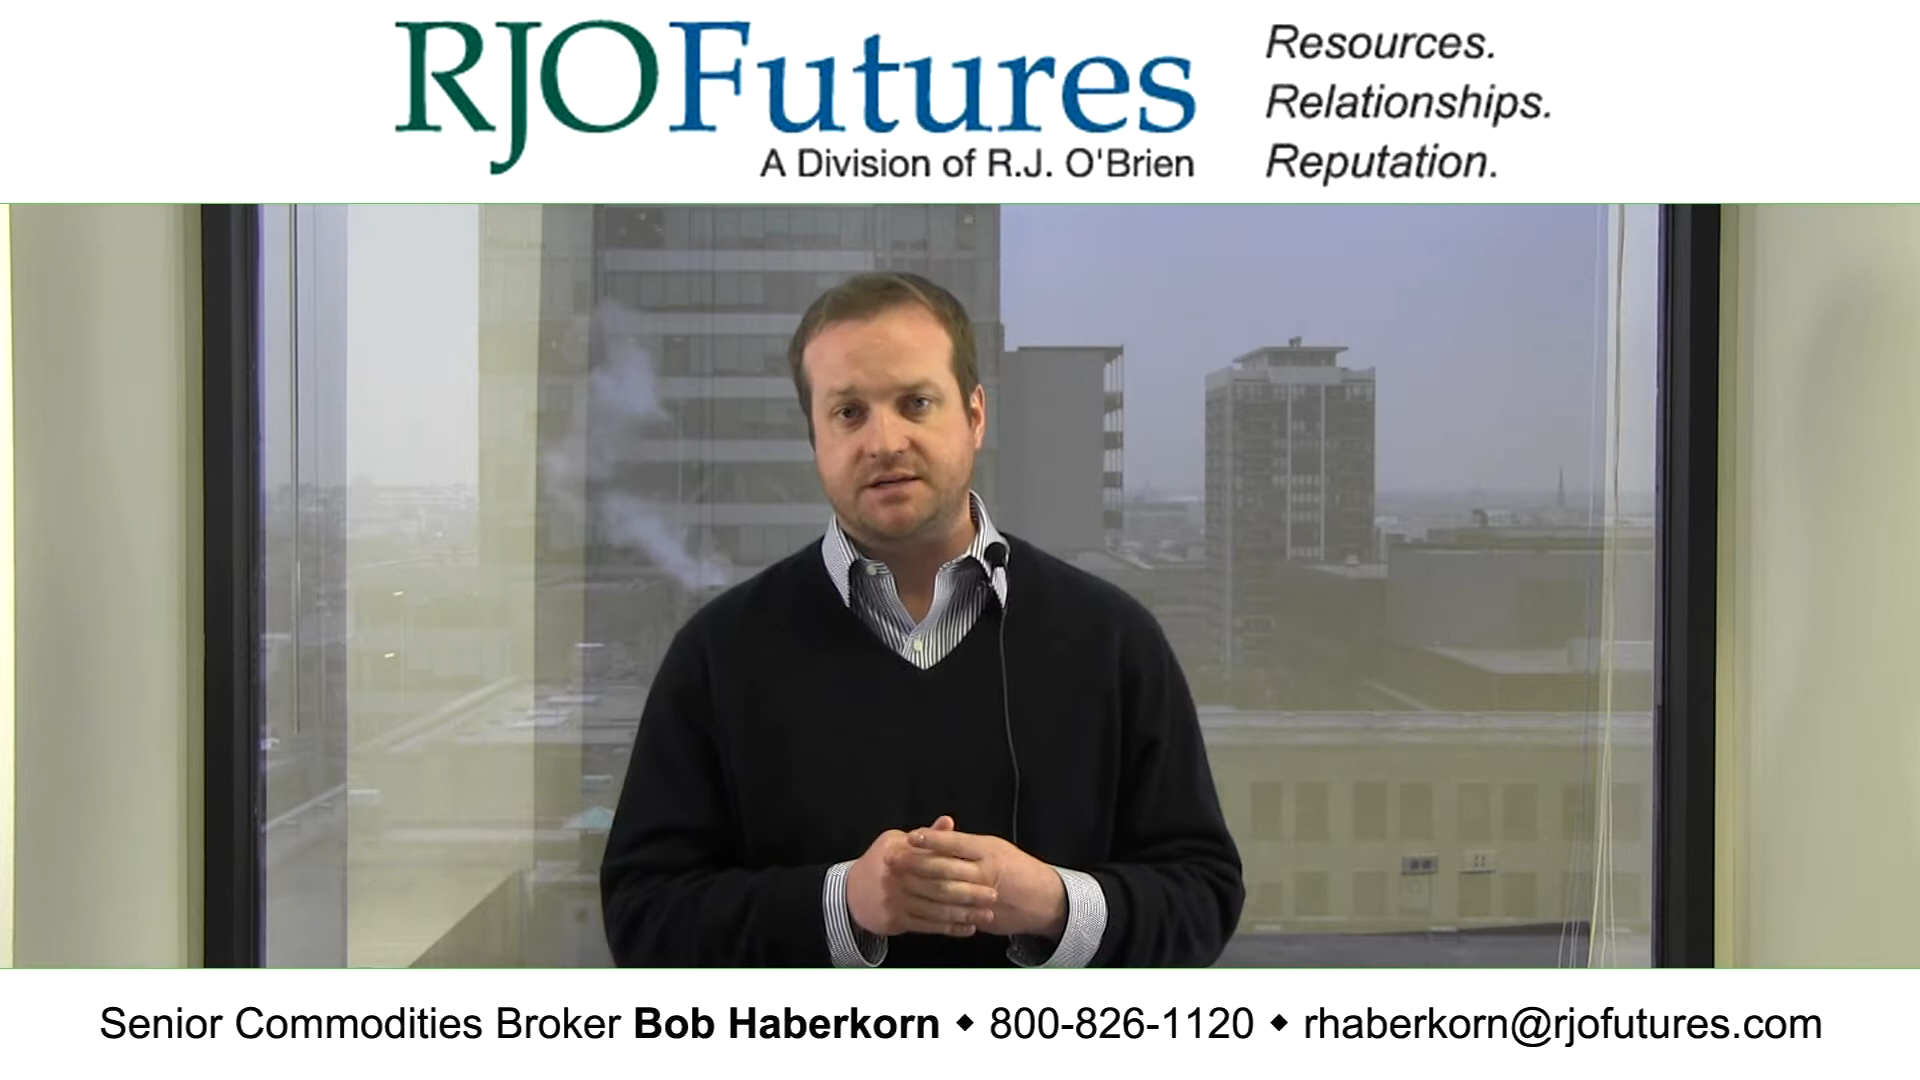 RJOFutures
A Division of R.J. O'Brien
Resources.
Relationships.
Reputation.
Senior Commodities Broker Bob Haberkorn ◆ 800-826-1120 ◆ rhaberkorn@rjofutures.com